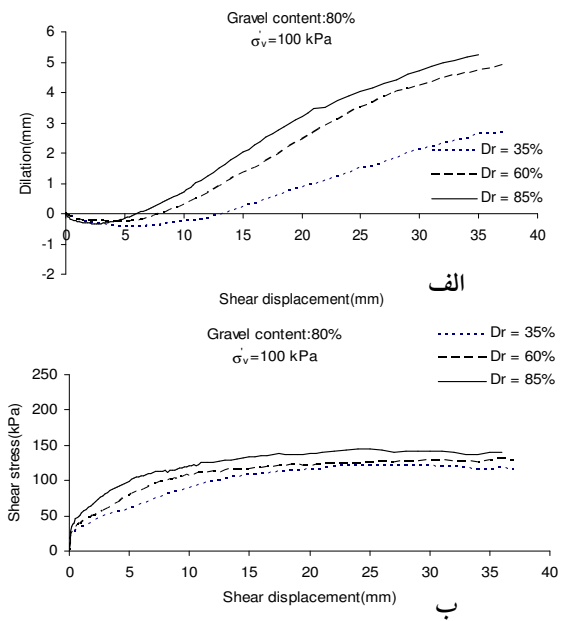 Gravel content:80%
σ'v=100 kPa
6
5
4
3
2
1
0
-1
-2
Dilation(mm)
0 5 10 15 20 25 30 35 40
Dr = 35%
Dr = 60%
Dr = 85%
Shear displacement(mm)
الف
Gravel content:80%
σ'v=100 kPa
Dr = 35%
Dr = 60%
Dr = 85%
250
200
150
100
50
0
Shear stress(kPa)
0 5 10 15 20 25 30 35 40
Shear displacement(mm)
ب